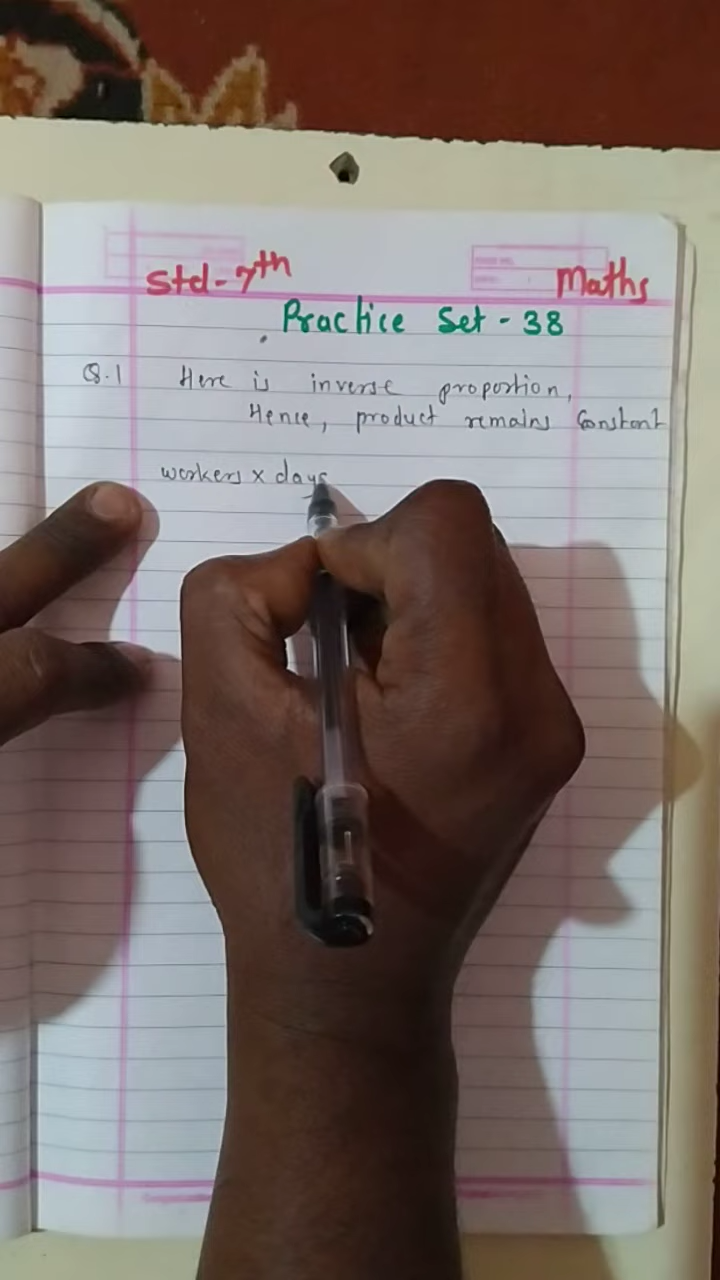 Std-7th
Maths
Practice Set - 38
Q.1 Here is inverse proportion,
Hence, product remains Constant
workers x days